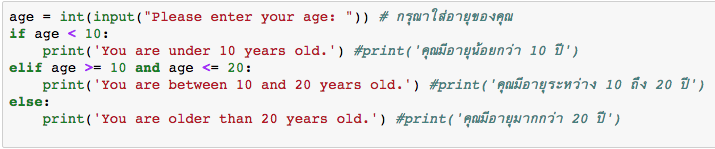 age = int(input("Please enter your age: ")) # กรุณาใส่อายุของคุณ
if age < 10:
    print('You are under 10 years old.') #print('คุณมีอายุน้อยกว่า 10 ปี')
elif age >= 10 and age <= 20:
    print('You are between 10 and 20 years old.') #print('คุณมีอายุระหว่าง 10 ถึง 20 ปี')
else:
    print('You are older than 20 years old.') #print('คุณมีอายุมากกว่า 20 ปี')